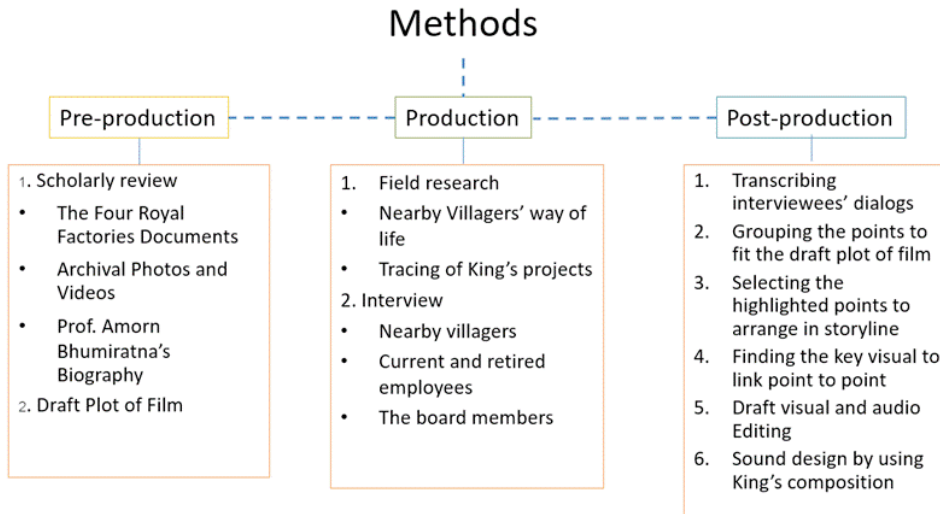 Methods
Pre-production
1. Scholarly review
• The Four Royal
Factories Documents
• Archival Photos and
Videos
• Prof. Amorn
Bhumiratna’s
Biography
2. Draft Plot of Film
Production
1. Field research
• Nearby Villagers’ way of
life
• Tracing of King’s projects
2. Interview
• Nearby villagers
• Current and retired
employees
• The board members
Post-production
1. Transcribing
interviewees’ dialogs
2. Grouping the points to
fit the draft plot of film
3. Selecting the
highlighted points to
arrange in storyline
4. Finding the key visual to
link point to point
5. Draft visual and audio
Editing
6. Sound design by using
King’s composition